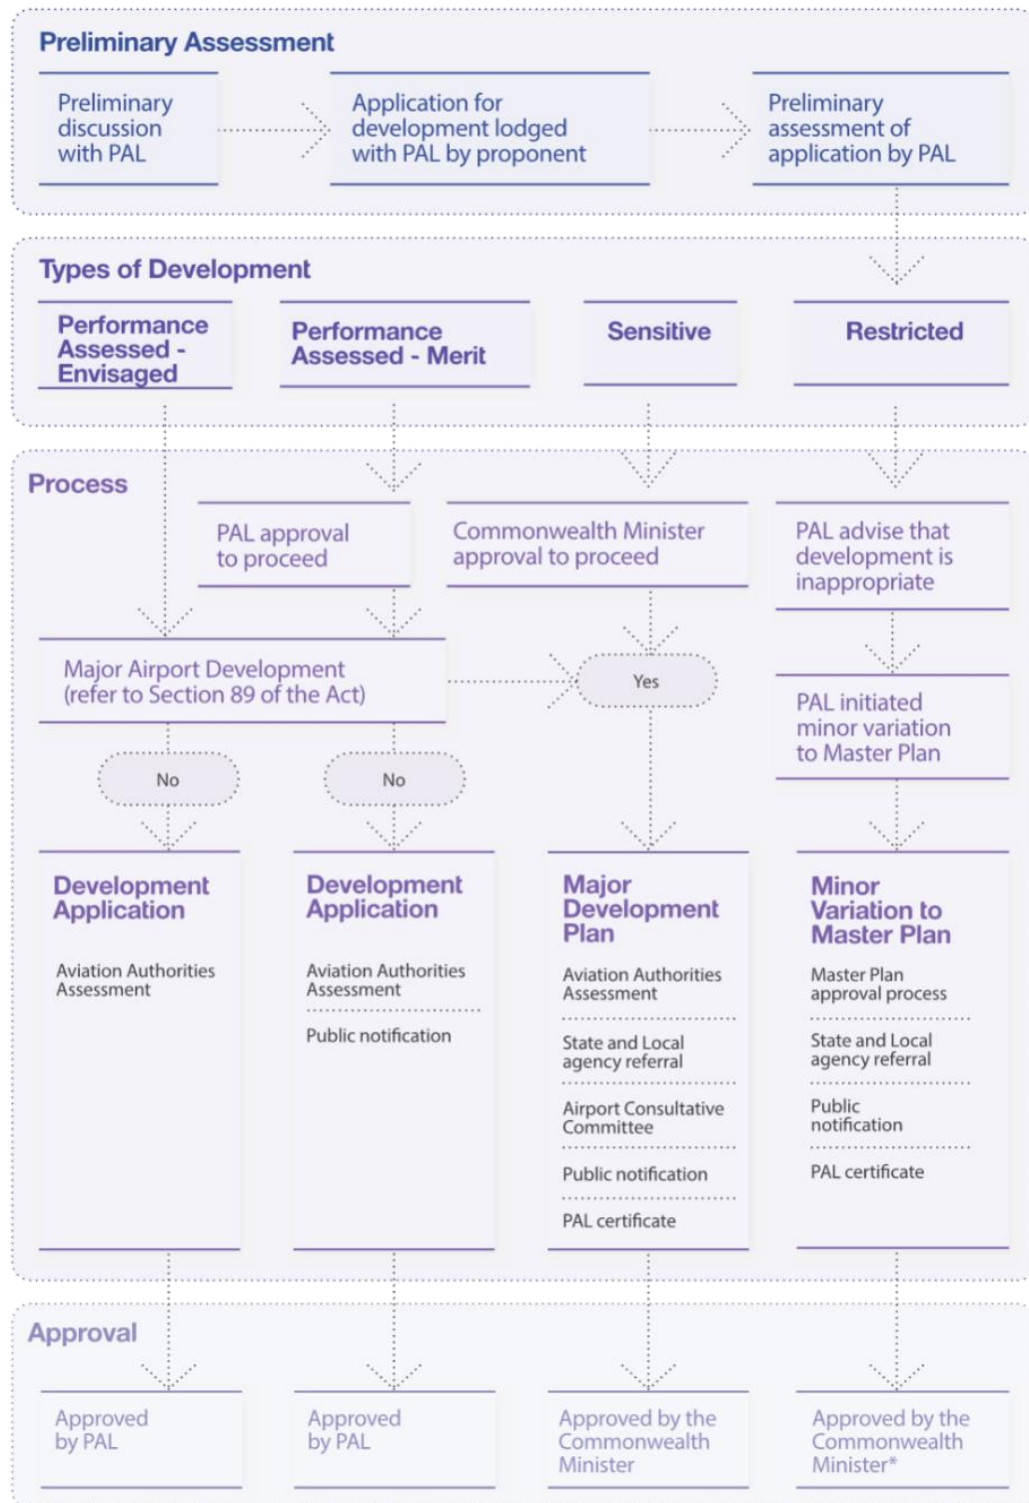 Preliminary Assessment
Preliminary
discussion
with PAL
Application for
development lodged
with PAL by proponent
Preliminary
assessment of
application by PAL
Types of Development
Performance
Assessed -
Envisaged
Performance
Assessed - Merit
Sensitive
Restricted
Process
PAL approval
to proceed
Commonwealth Minister
approval to proceed
PAL advise that
development is
inappropriate
Major Airport Development
(refer to Section 89 of the Act)
Yes
PAL initiated
minor variation
to Master Plan
No
No
Development
Application
Aviation Authorities
Assessment
Development
Application
Aviation Authorities
Assessment
Public notification
Major
Development
Plan
Aviation Authorities
Assessment
State and Local
agency referral
Airport Consultative
Committee
Public notification
PAL certificate
Minor
Variation to
Master Plan
Master Plan
approval process
State and Local
agency referral
Public
notification
PAL certificate
Approval
Approved
by PAL
Approved
by PAL
Approved by the
Commonwealth
Minister
Approved by the
Commonwealth
Minister*